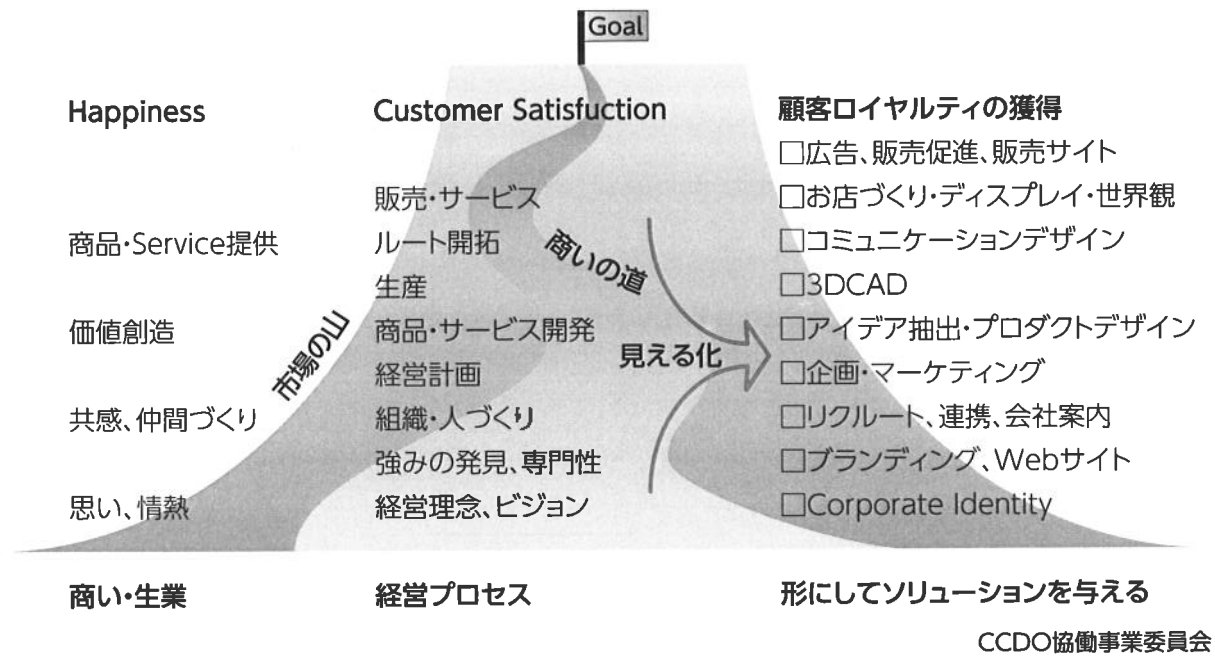 Goal
Happiness
Customer Satisfuction
顧客ロイヤルティの獲得
□広告、販売促進、販売サイト
販売・サービス
□お店づくり・ディスプレイ・世界観
商品・Service提供
ルート開拓
商いの道
□コミュニケーションデザイン
生産
□3DCAD
価値創造
市場の山
商品・サービス開発
見える化
□アイデア抽出・プロダクトデザイン
経営計画
□企画・マーケティング
共感、仲間づくり
組織・人づくり
□リクルート、連携、会社案内
強みの発見、専門性
□ブランディング、Webサイト
思い、情熱
経営理念、ビジョン
□Corporate Identity
商い・生業
経営プロセス
形にしてソリューションを与える
CCDO協働事業委員会